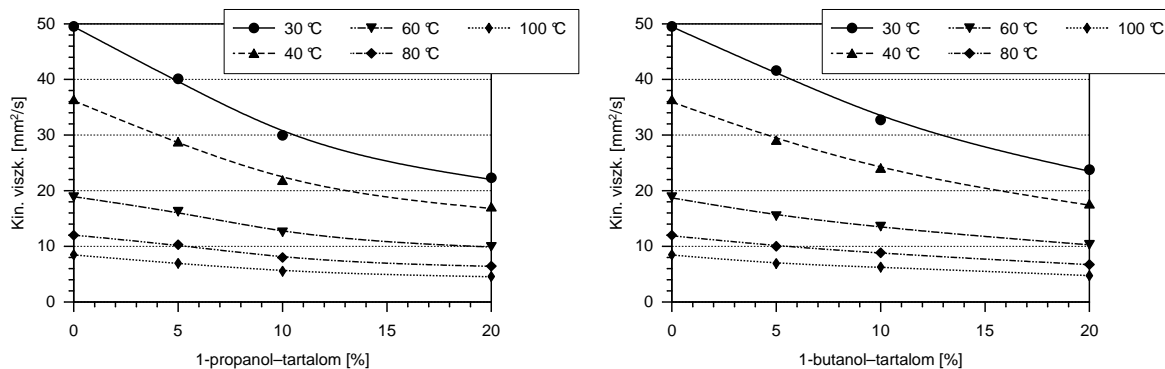 50
40
30
20
10
0
Kin. viszk. [mm²/s]
30 ℃ 60 ℃ 100 ℃
40 ℃ 80 ℃
0 5 10 15 20
1-propanol–tartalom [%]
50
40
30
20
10
0
Kin. viszk. [mm²/s]
30 ℃ 60 ℃ 100 ℃
40 ℃ 80 ℃
0 5 10 15 20
1-butanol–tartalom [%]